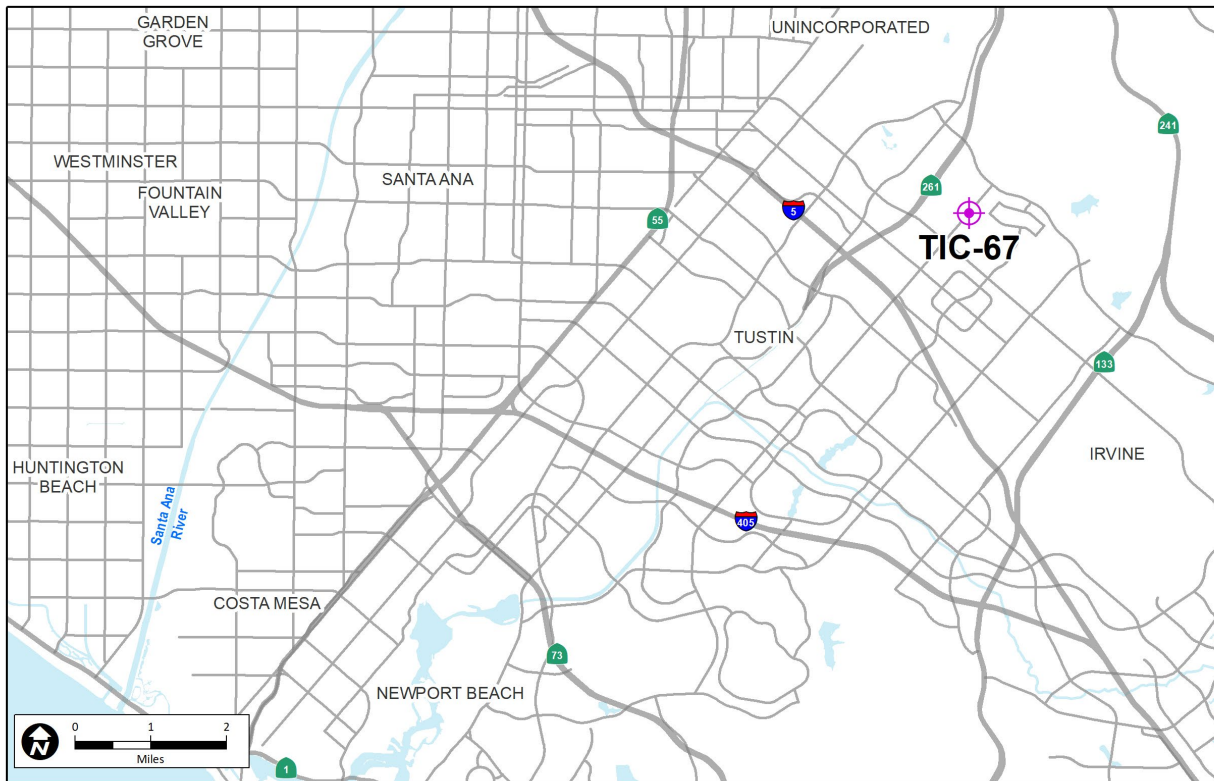 GARDEN
GROVE
UNINCORPORATED
241
WESTMINSTER
FOUNTAIN
VALLEY
SANTA ANA
261
55
5
TIC-67
TUSTIN
133
HUNTINGTON
BEACH
IRVINE
Santa Ana
River
405
COSTA MESA
73
NEWPORT BEACH
N
0 1 2
Miles
1